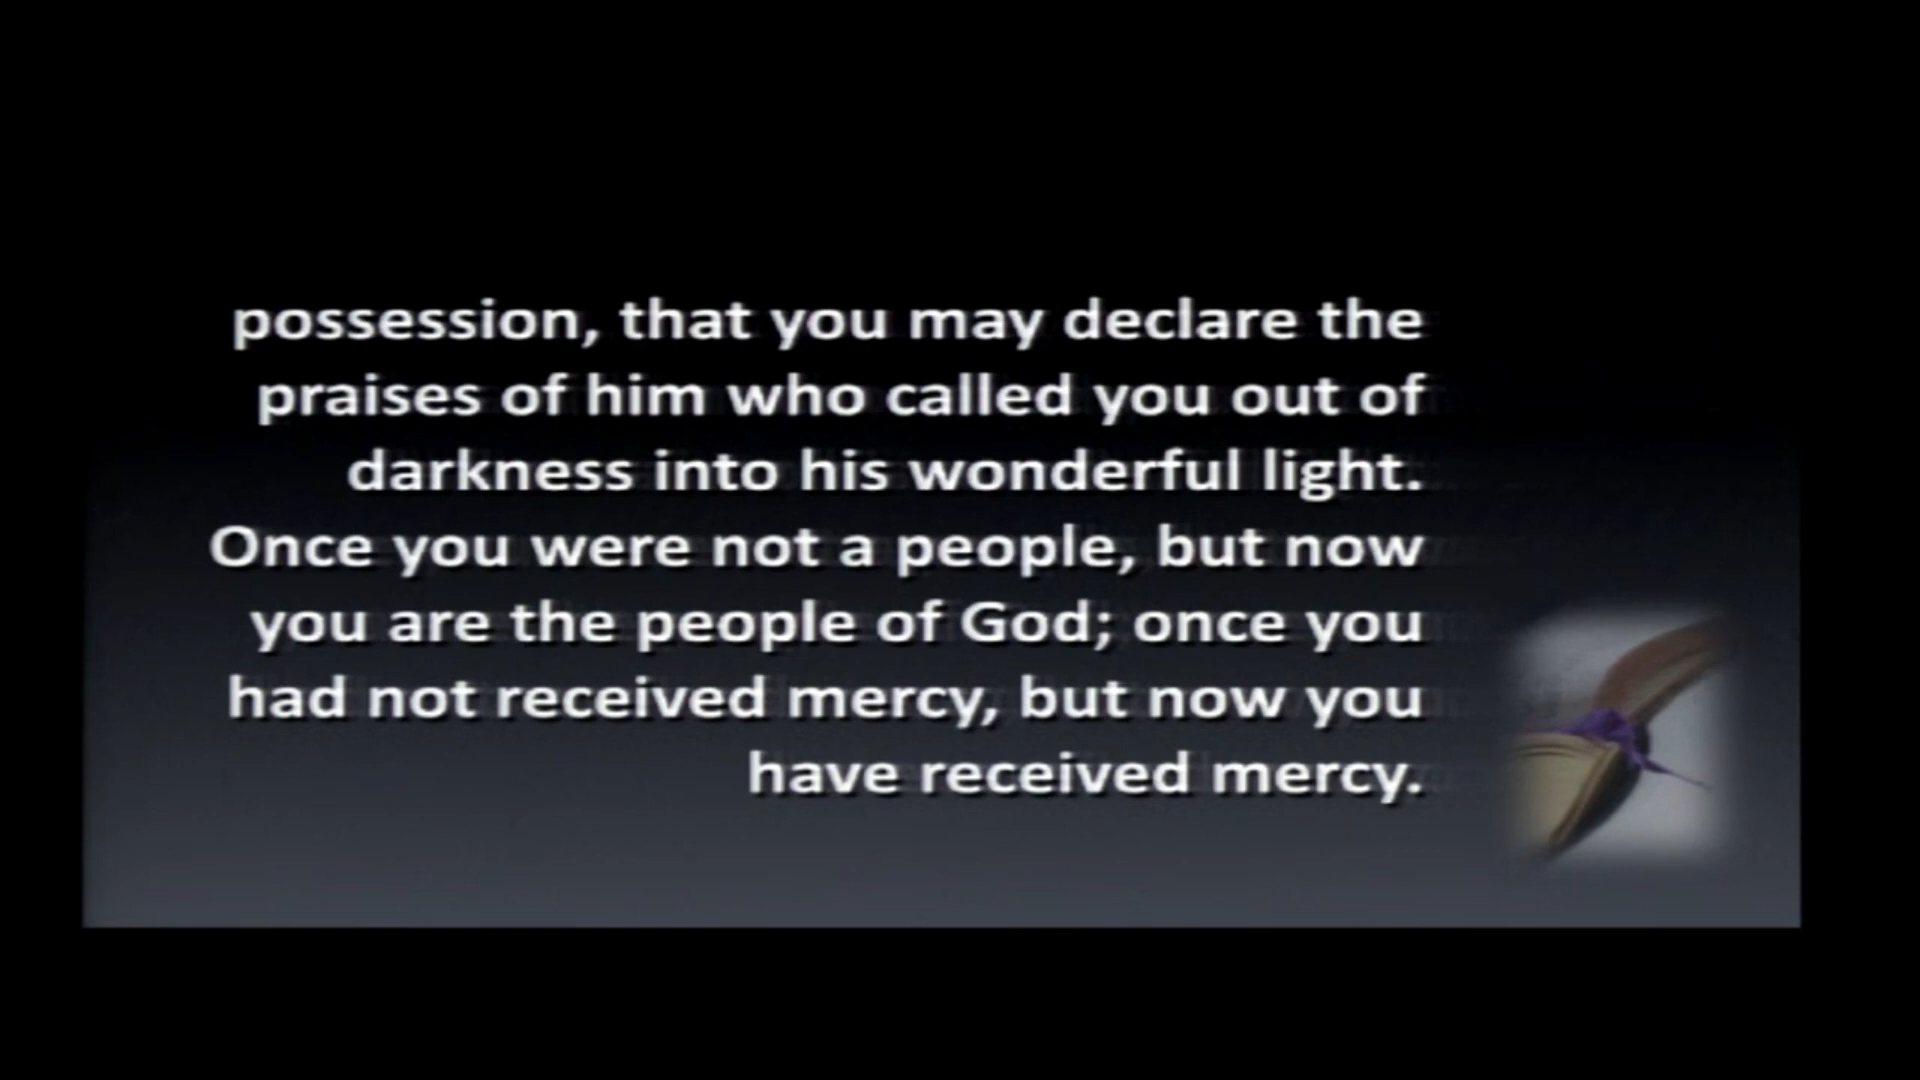 possession, that you may declare the
praises of him who called you out of
darkness into his wonderful light.
Once you were not a people, but now
you are the people of God; once you
had not received mercy, but now you
have received mercy.